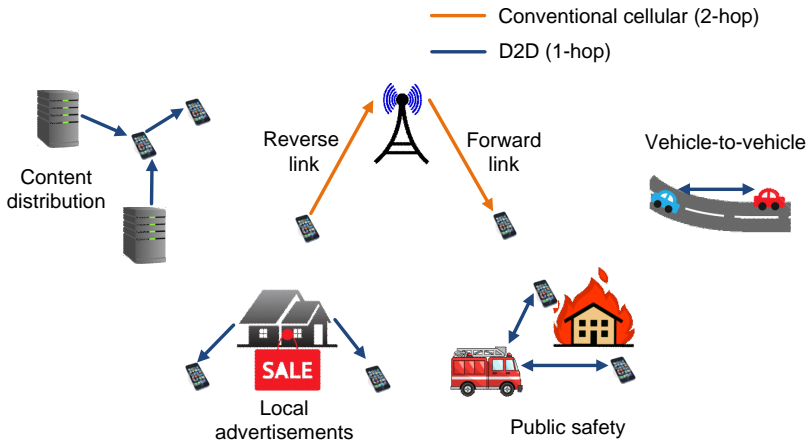 Conventional cellular (2-hop)
D2D (1-hop)
Reverse
link
Forward
link
Vehicle-to-vehicle
Content
distribution
SALE
Local
advertisements
Public safety